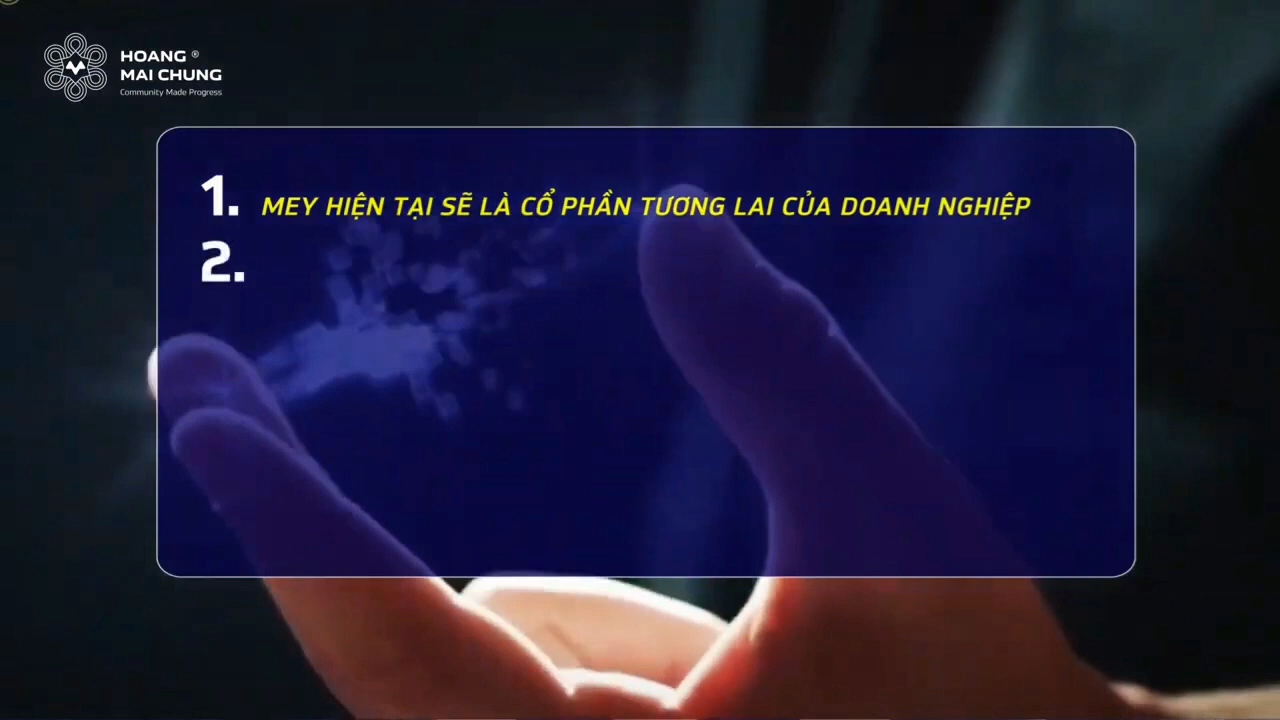 HOANG ®
MAI CHUNG
Community Made Progress
1. MEY HIỆN TẠI SẼ LÀ CỔ PHẦN TƯƠNG LAI CỦA DOANH NGHIỆP
2.